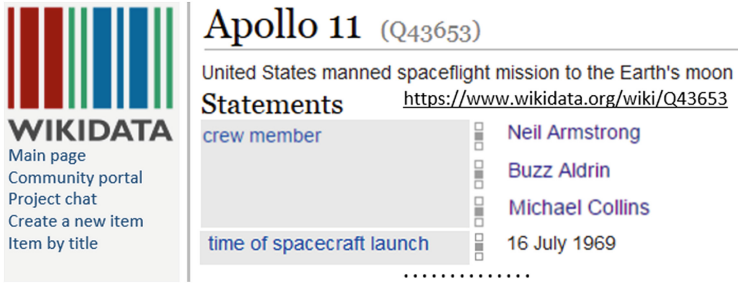 WIKIDATA
Main page
Community portal
Project chat
Create a new item
Item by title
Apollo 11 (Q43653)
United States manned spaceflight mission to the Earth's moon
Statements https://www.wikidata.org/wiki/Q43653
crew member Neil Armstrong
Buzz Aldrin
Michael Collins
time of spacecraft launch 16 July 1969
..............